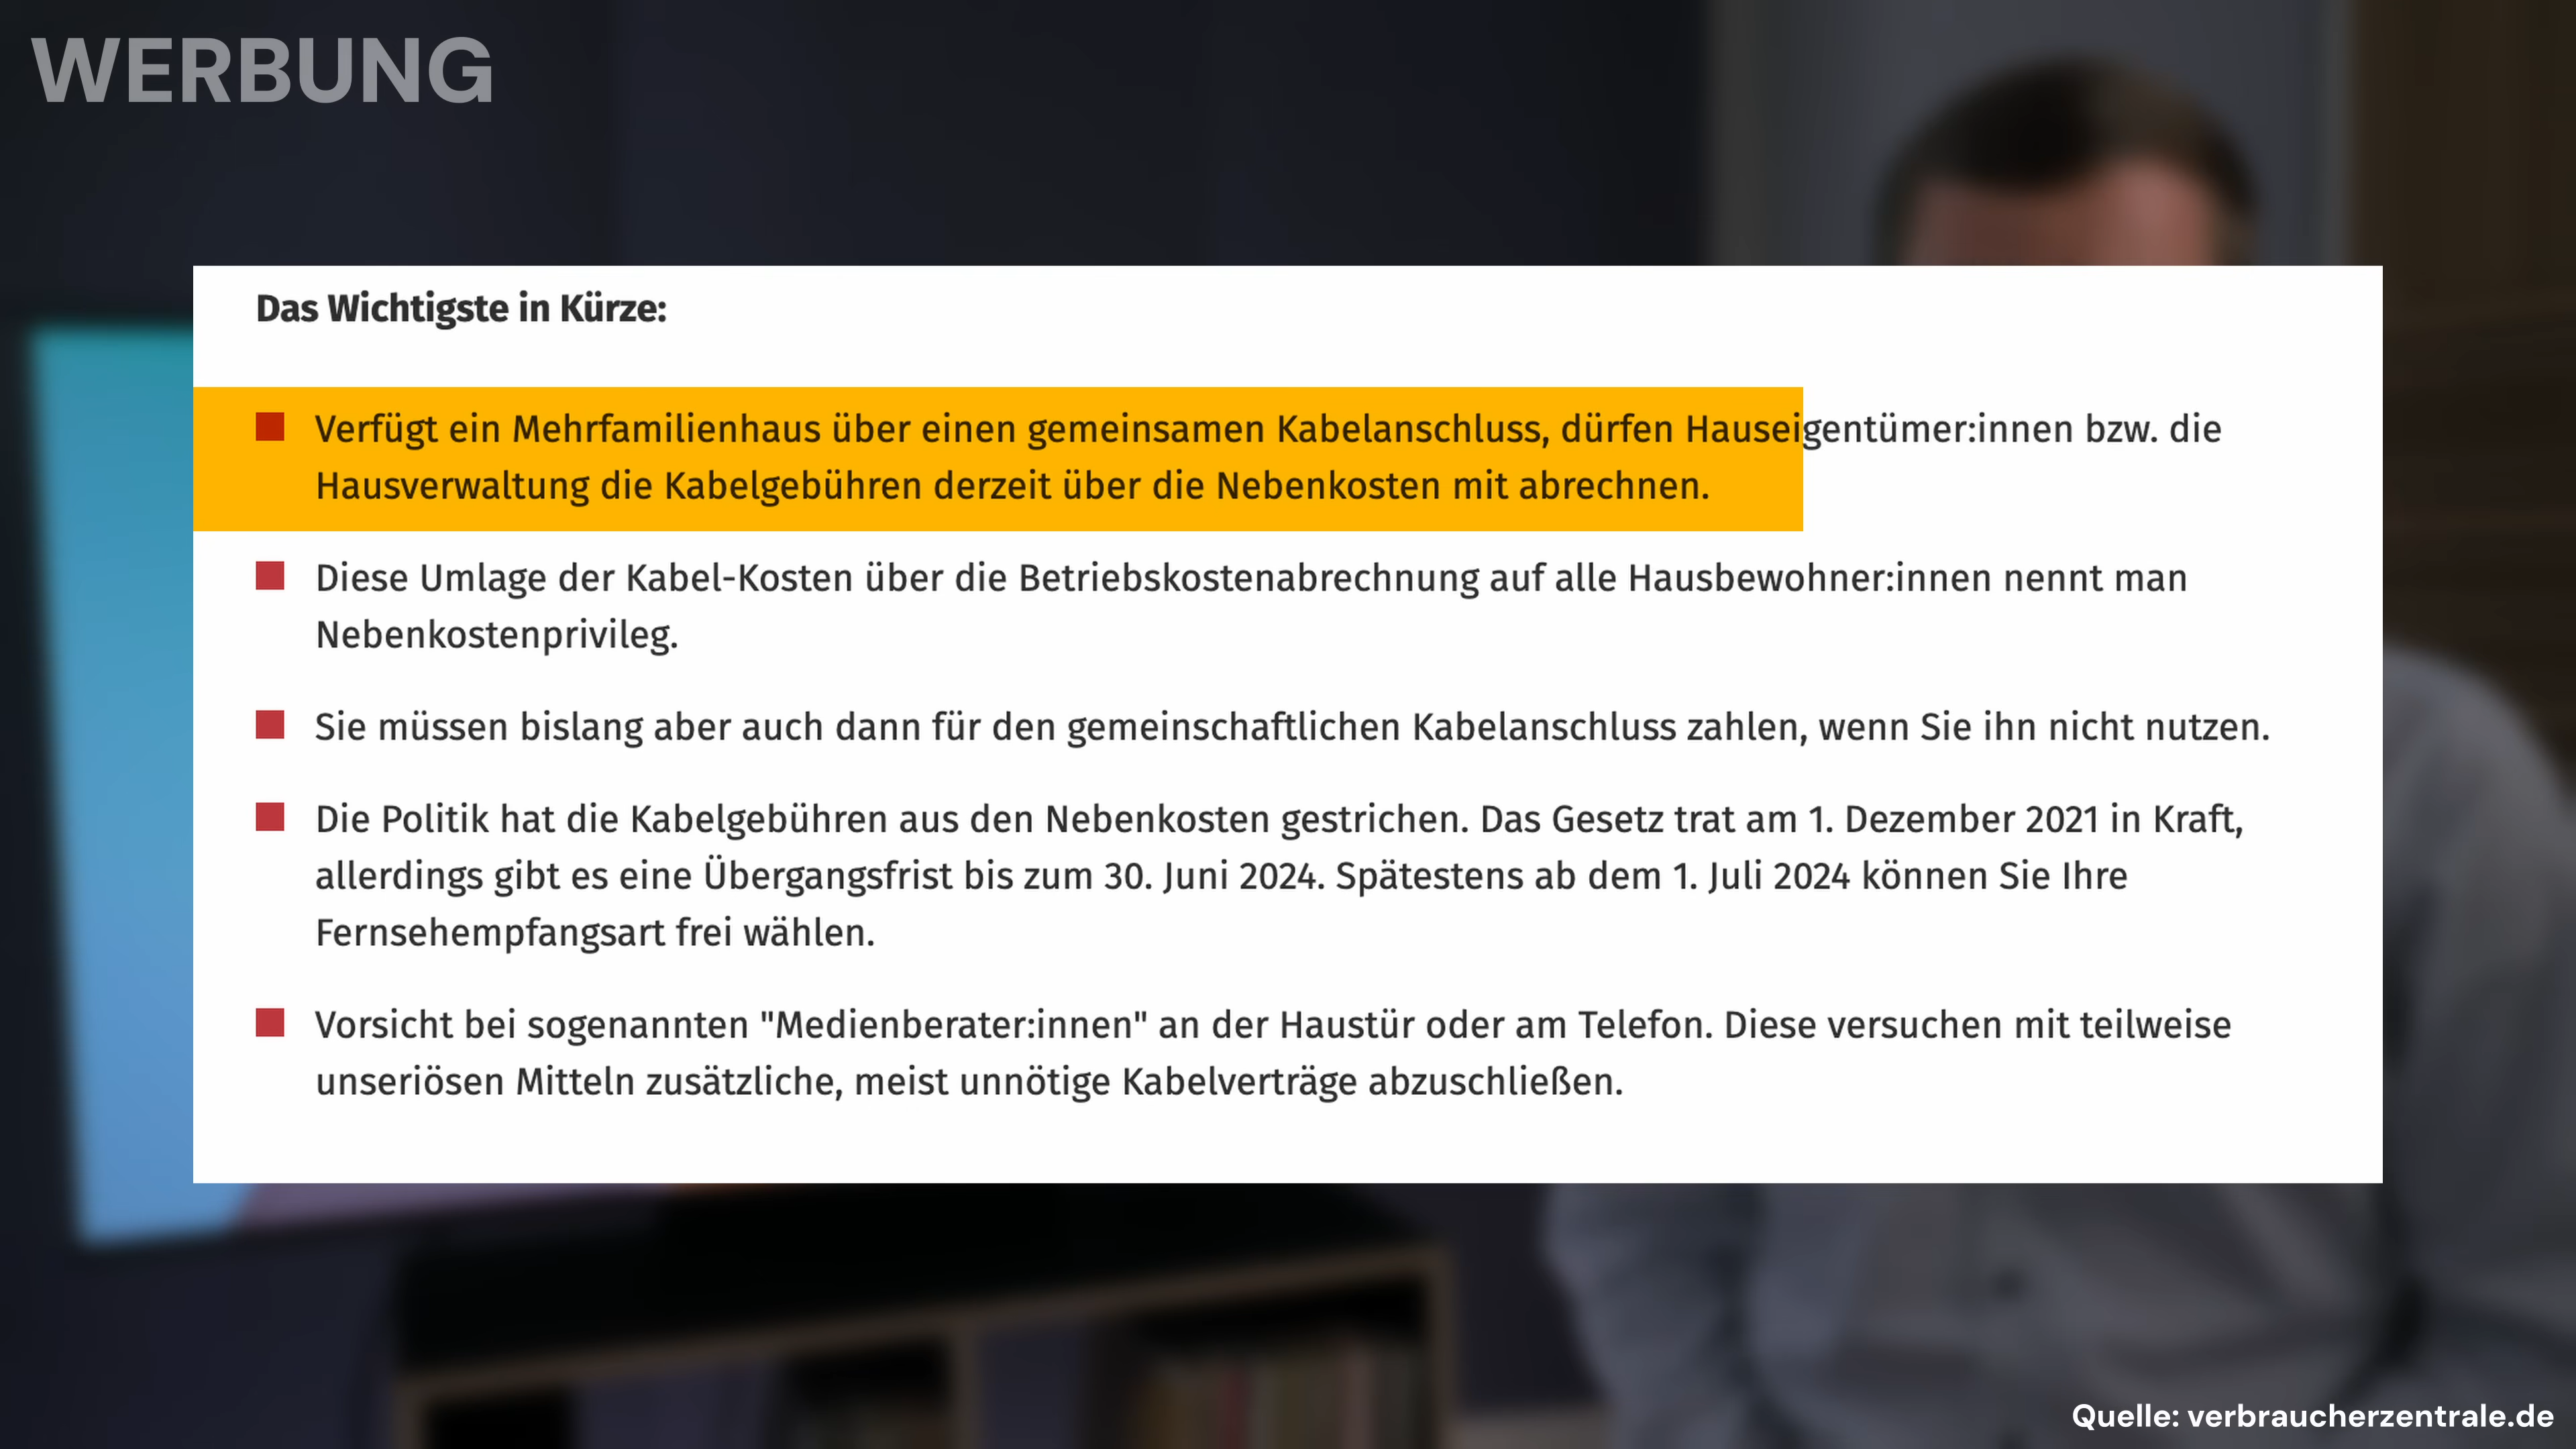 WERBUNG
Das Wichtigste in Kürze:
Verfügt ein Mehrfamilienhaus über einen gemeinsamen Kabelanschluss, dürfen Hauseigentümer:innen bzw. die
Hausverwaltung die Kabelgebühren derzeit über die Nebenkosten mit abrechnen.
Diese Umlage der Kabel-Kosten über die Betriebskostenabrechnung auf alle Hausbewohner:innen nennt man
Nebenkostenprivileg.
Sie müssen bislang aber auch dann für den gemeinschaftlichen Kabelanschluss zahlen, wenn Sie ihn nicht nutzen.
Die Politik hat die Kabelgebühren aus den Nebenkosten gestrichen. Das Gesetz trat am 1. Dezember 2021 in Kraft,
allerdings gibt es eine Übergangsfrist bis zum 30. Juni 2024. Spätestens ab dem 1. Juli 2024 können Sie Ihre
Fernsehempfangsart frei wählen.
Vorsicht bei sogenannten "Medienberater:innen" an der Haustür oder am Telefon. Diese versuchen mit teilweise
unseriösen Mitteln zusätzliche, meist unnötige Kabelverträge abzuschließen.
Quelle: verbraucherzentrale.de